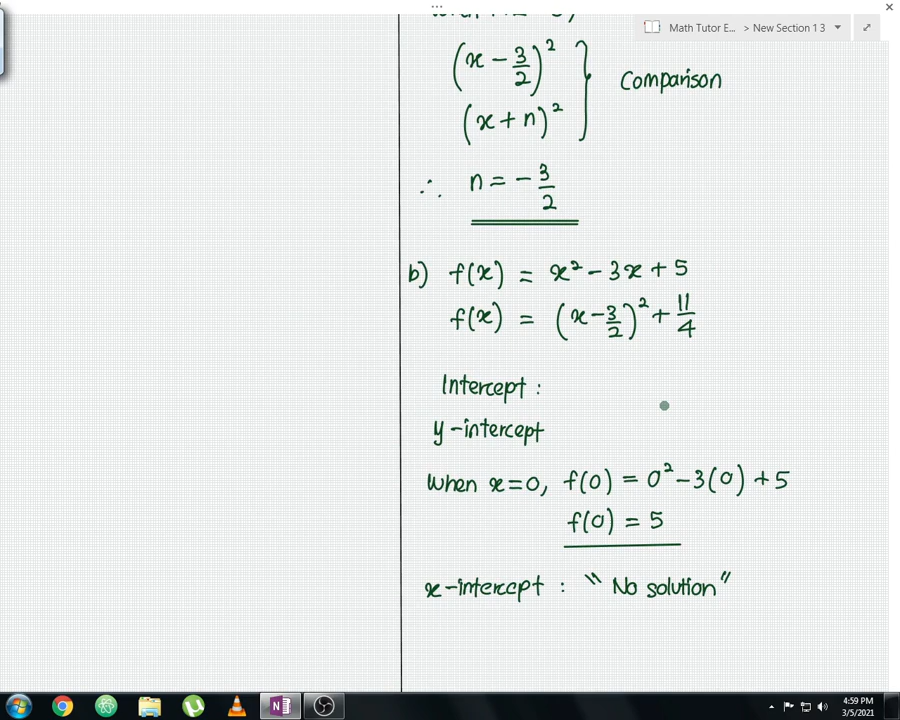 Math Tutor E... > New Section 1 3
(x - 3/2)²
Comparison
(x + n)²
∴ n = - 3/2
b) f(x) = x² - 3x + 5
f(x) = (x - 3/2)² + 11/4
Intercept :
y-intercept
When x=0, f(0) = 0² - 3(0) + 5
f(0) = 5
x-intercept : "No solution"
4:59 PM
3/5/2021